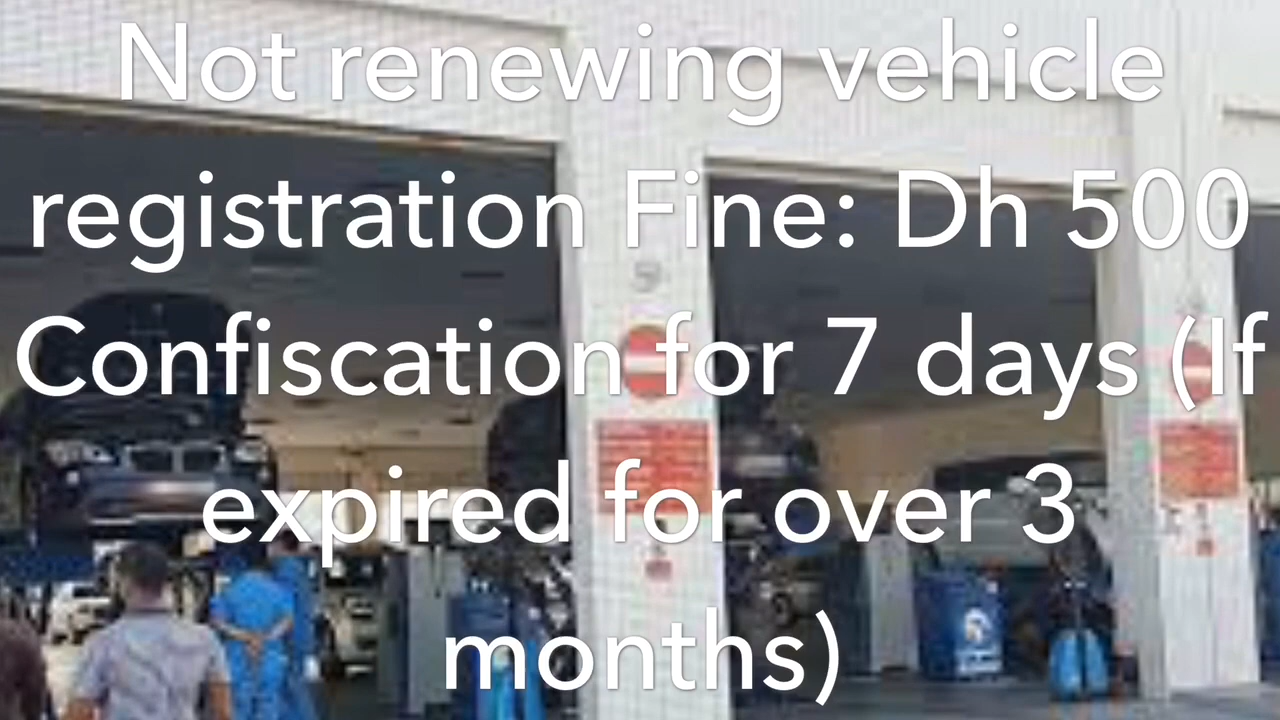 Not renewing vehicle
registration Fine: Dh 500
Confiscation for 7 days (If
expired for over 3
months)